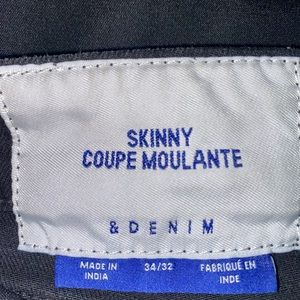 SKINNY
COUPE MOULANTE
& DENIM
MADE IN INDIA
34/32
FABRIQUÉ EN INDE